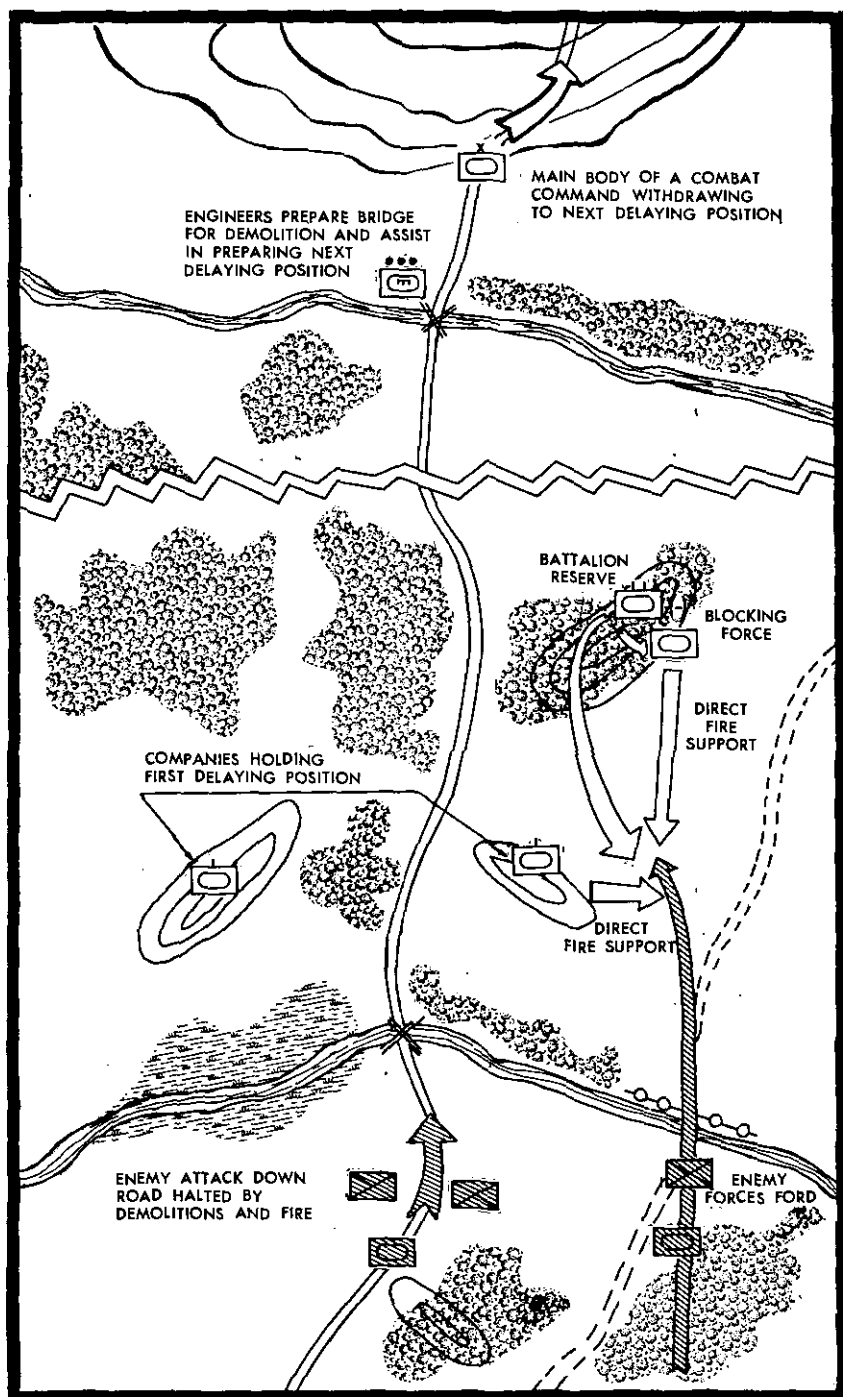 MAIN BODY OF A COMBAT
COMMAND WITHDRAWING
TO NEXT DELAYING POSITION
ENGINEERS PREPARE BRIDGE
FOR DEMOLITION AND ASSIST
IN PREPARING NEXT
DELAYING POSITION
BATTALION
RESERVE
BLOCKING
FORCE
DIRECT
FIRE
SUPPORT
COMPANIES HOLDING
FIRST DELAYING POSITION
DIRECT
FIRE SUPPORT
ENEMY ATTACK DOWN
ROAD HALTED BY
DEMOLITIONS AND FIRE
ENEMY
FORCES FORD